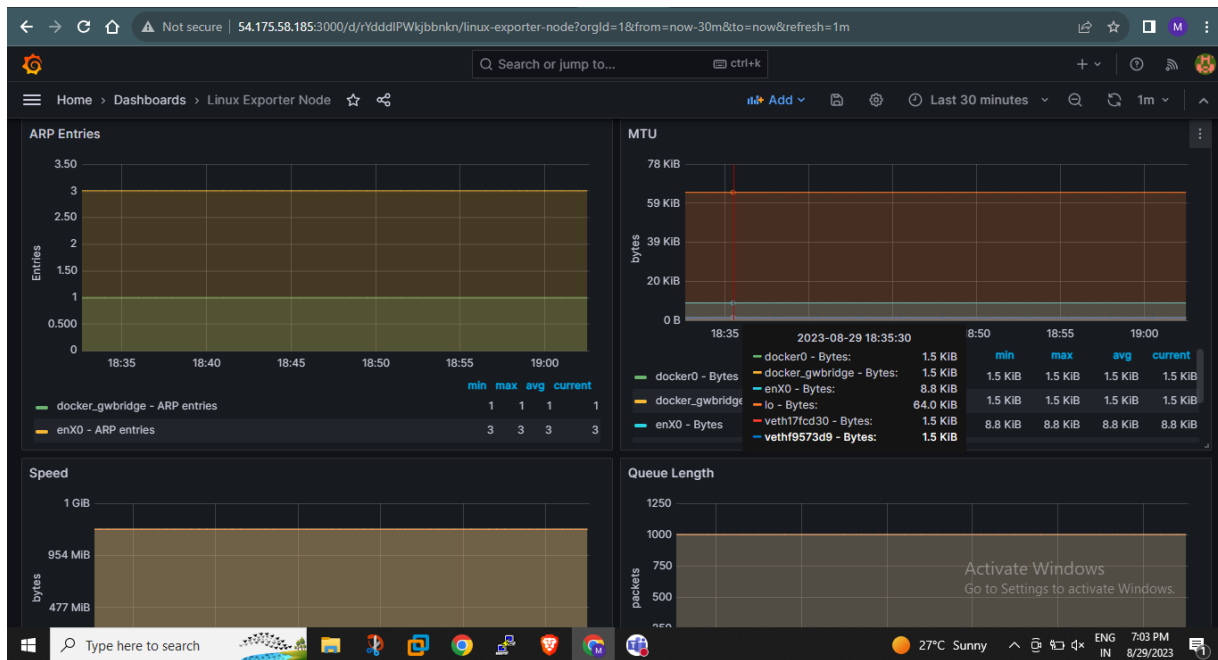 Not secure | 54.175.58.185:3000/d/rYdddlPWkjbbnkn/linux-exporter-node?orgId=1&from=now-30m&to=now&refresh=1m
M
Search or jump to... ctrl+k
Home › Dashboards › Linux Exporter Node
Add
Last 30 minutes
1m
ARP Entries
3.50
3
2.50
2
1.50
1
0.500
0
Entries
18:35 18:40 18:45 18:50 18:55 19:00
min max avg current
docker_gwbridge - ARP entries 1 1 1 1
enX0 - ARP entries 3 3 3 3
MTU
78 KiB
59 KiB
39 KiB
20 KiB
0 B
bytes
18:35 8:50 18:55 19:00
min max avg current
docker0 - Bytes 1.5 KiB 1.5 KiB 1.5 KiB 1.5 KiB
docker_gwbridge 1.5 KiB 1.5 KiB 1.5 KiB 1.5 KiB
enX0 - Bytes 8.8 KiB 8.8 KiB 8.8 KiB 8.8 KiB
2023-08-29 18:35:30
docker0 - Bytes: 1.5 KiB
docker_gwbridge - Bytes: 1.5 KiB
enX0 - Bytes: 8.8 KiB
lo - Bytes: 64.0 KiB
veth17fcd30 - Bytes: 1.5 KiB
vethf9573d9 - Bytes: 1.5 KiB
Speed
1 GiB
954 MiB
477 MiB
bytes
Queue Length
1250
1000
750
500
250
packets
Activate Windows
Go to Settings to activate Windows.
Type here to search
27°C Sunny
ENG
IN
7:03 PM
8/29/2023
1